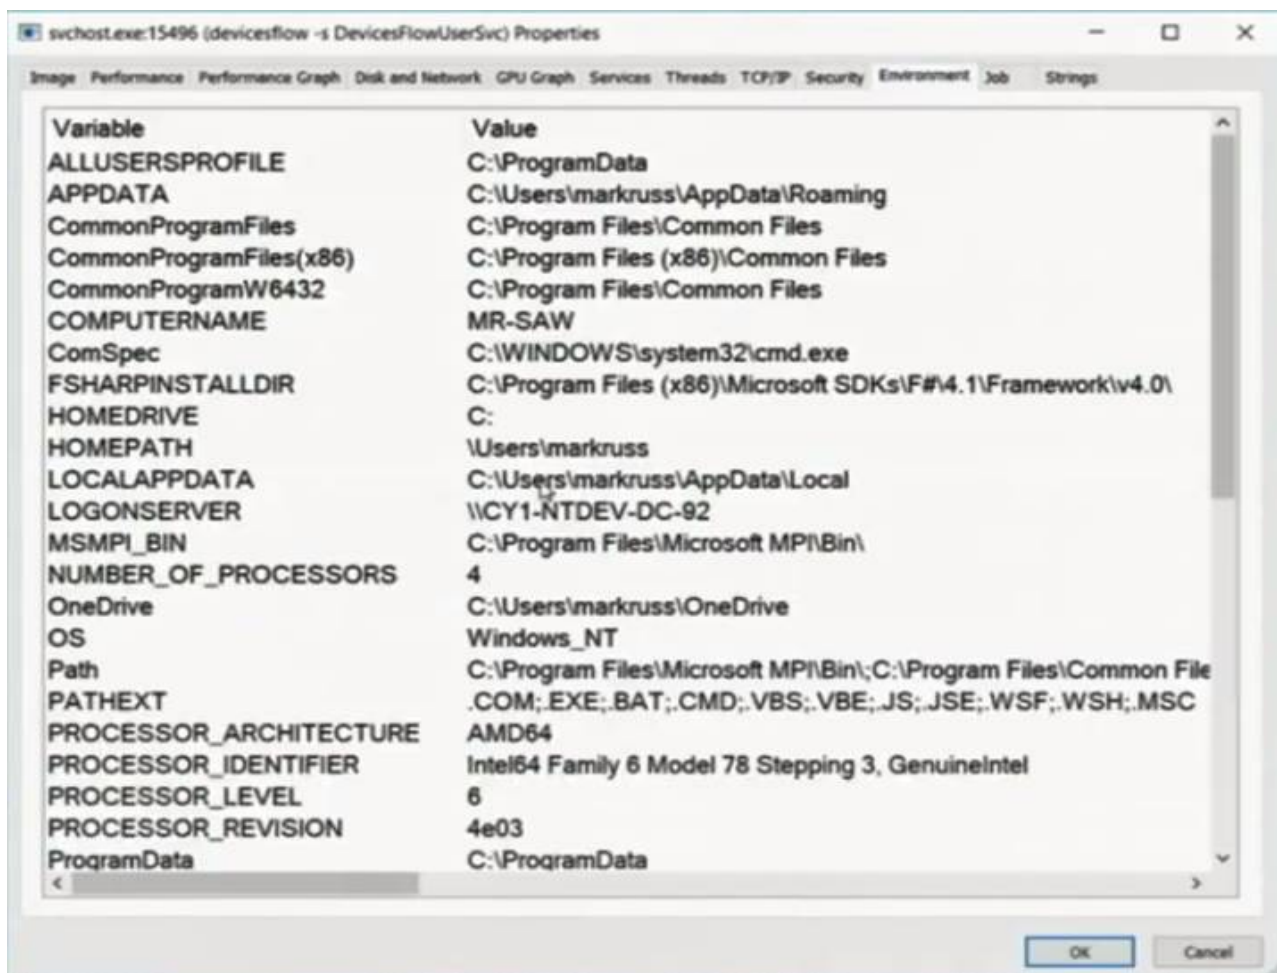 svchost.exe:15496 (devicesflow -s DevicesFlowUserSvc) Properties
Image Performance Performance Graph Disk and Network GPU Graph Services Threads TCP/IP Security Environment Job Strings
Variable Value
ALLUSERSPROFILE C:\ProgramData
APPDATA C:\Users\markruss\AppData\Roaming
CommonProgramFiles C:\Program Files\Common Files
CommonProgramFiles(x86) C:\Program Files (x86)\Common Files
CommonProgramW6432 C:\Program Files\Common Files
COMPUTERNAME MR-SAW
ComSpec C:\WINDOWS\system32\cmd.exe
FSHARPINSTALLDIR C:\Program Files (x86)\Microsoft SDKs\F#\4.1\Framework\v4.0\
HOMEDRIVE C:
HOMEPATH \Users\markruss
LOCALAPPDATA C:\Users\markruss\AppData\Local
LOGONSERVER \\CY1-NTDEV-DC-92
MSMPI_BIN C:\Program Files\Microsoft MPI\Bin\
NUMBER_OF_PROCESSORS 4
OneDrive C:\Users\markruss\OneDrive
OS Windows_NT
Path C:\Program Files\Microsoft MPI\Bin\;C:\Program Files\Common File
PATHEXT .COM;.EXE;.BAT;.CMD;.VBS;.VBE;.JS;.JSE;.WSF;.WSH;.MSC
PROCESSOR_ARCHITECTURE AMD64
PROCESSOR_IDENTIFIER Intel64 Family 6 Model 78 Stepping 3, GenuineIntel
PROCESSOR_LEVEL 6
PROCESSOR_REVISION 4e03
ProgramData C:\ProgramData
OK Cancel